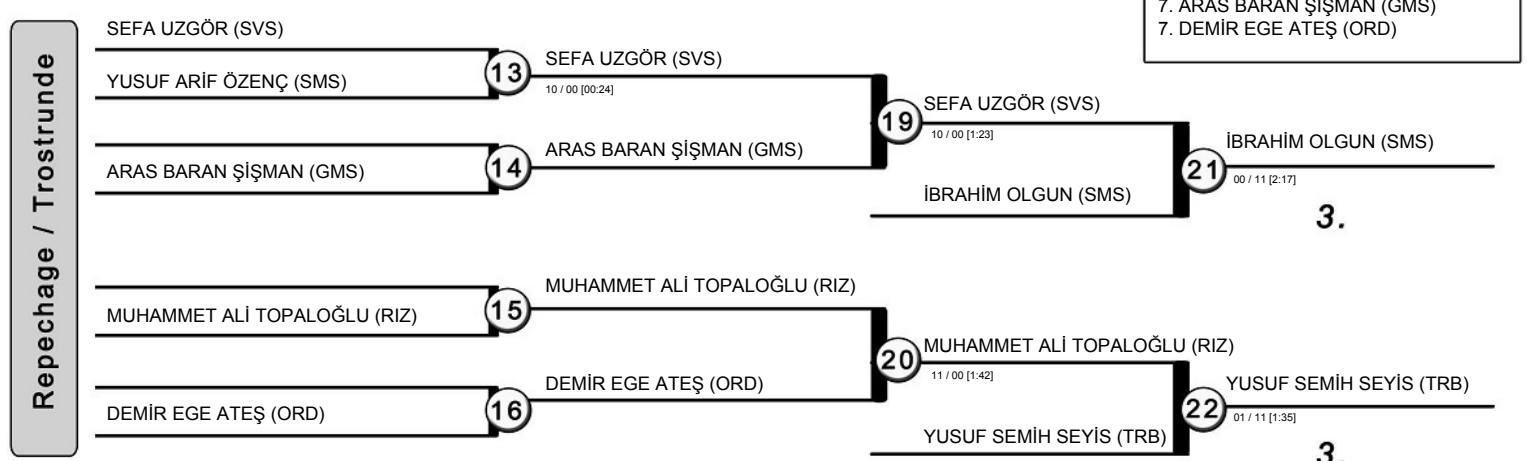 7. ARAS BARAN ŞİŞMAN (GMS)
7. DEMİR EGE ATEŞ (ORD)
Repechage / Trostrunde
SEFA UZGÖR (SVS)
YUSUF ARİF ÖZENÇ (SMS)
13
SEFA UZGÖR (SVS)
10 / 00 [00:24]
ARAS BARAN ŞİŞMAN (GMS)
14
ARAS BARAN ŞİŞMAN (GMS)
19
SEFA UZGÖR (SVS)
10 / 00 [1:23]
İBRAHİM OLGUN (SMS)
21
İBRAHİM OLGUN (SMS)
00 / 11 [2:17]
3.
MUHAMMET ALİ TOPALOĞLU (RIZ)
15
MUHAMMET ALİ TOPALOĞLU (RIZ)
DEMİR EGE ATEŞ (ORD)
16
DEMİR EGE ATEŞ (ORD)
20
MUHAMMET ALİ TOPALOĞLU (RIZ)
11 / 00 [1:42]
YUSUF SEMİH SEYİS (TRB)
22
YUSUF SEMİH SEYİS (TRB)
01 / 11 [1:35]
3.